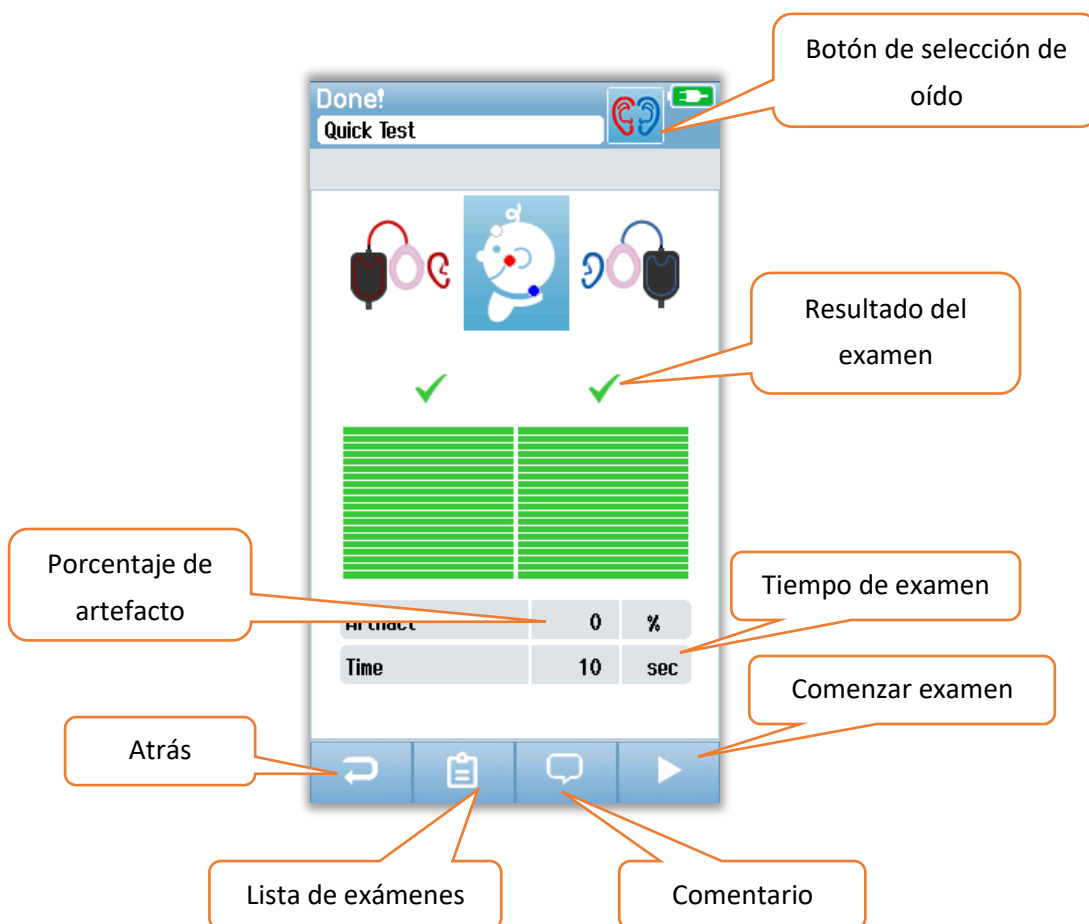 Botón de selección de
oído
Done!
Quick Test
Resultado del
examen
Porcentaje de
artefacto
Tiempo de examen
Artifact 0 %
Time 10 sec
Comenzar examen
Atrás
Lista de exámenes
Comentario